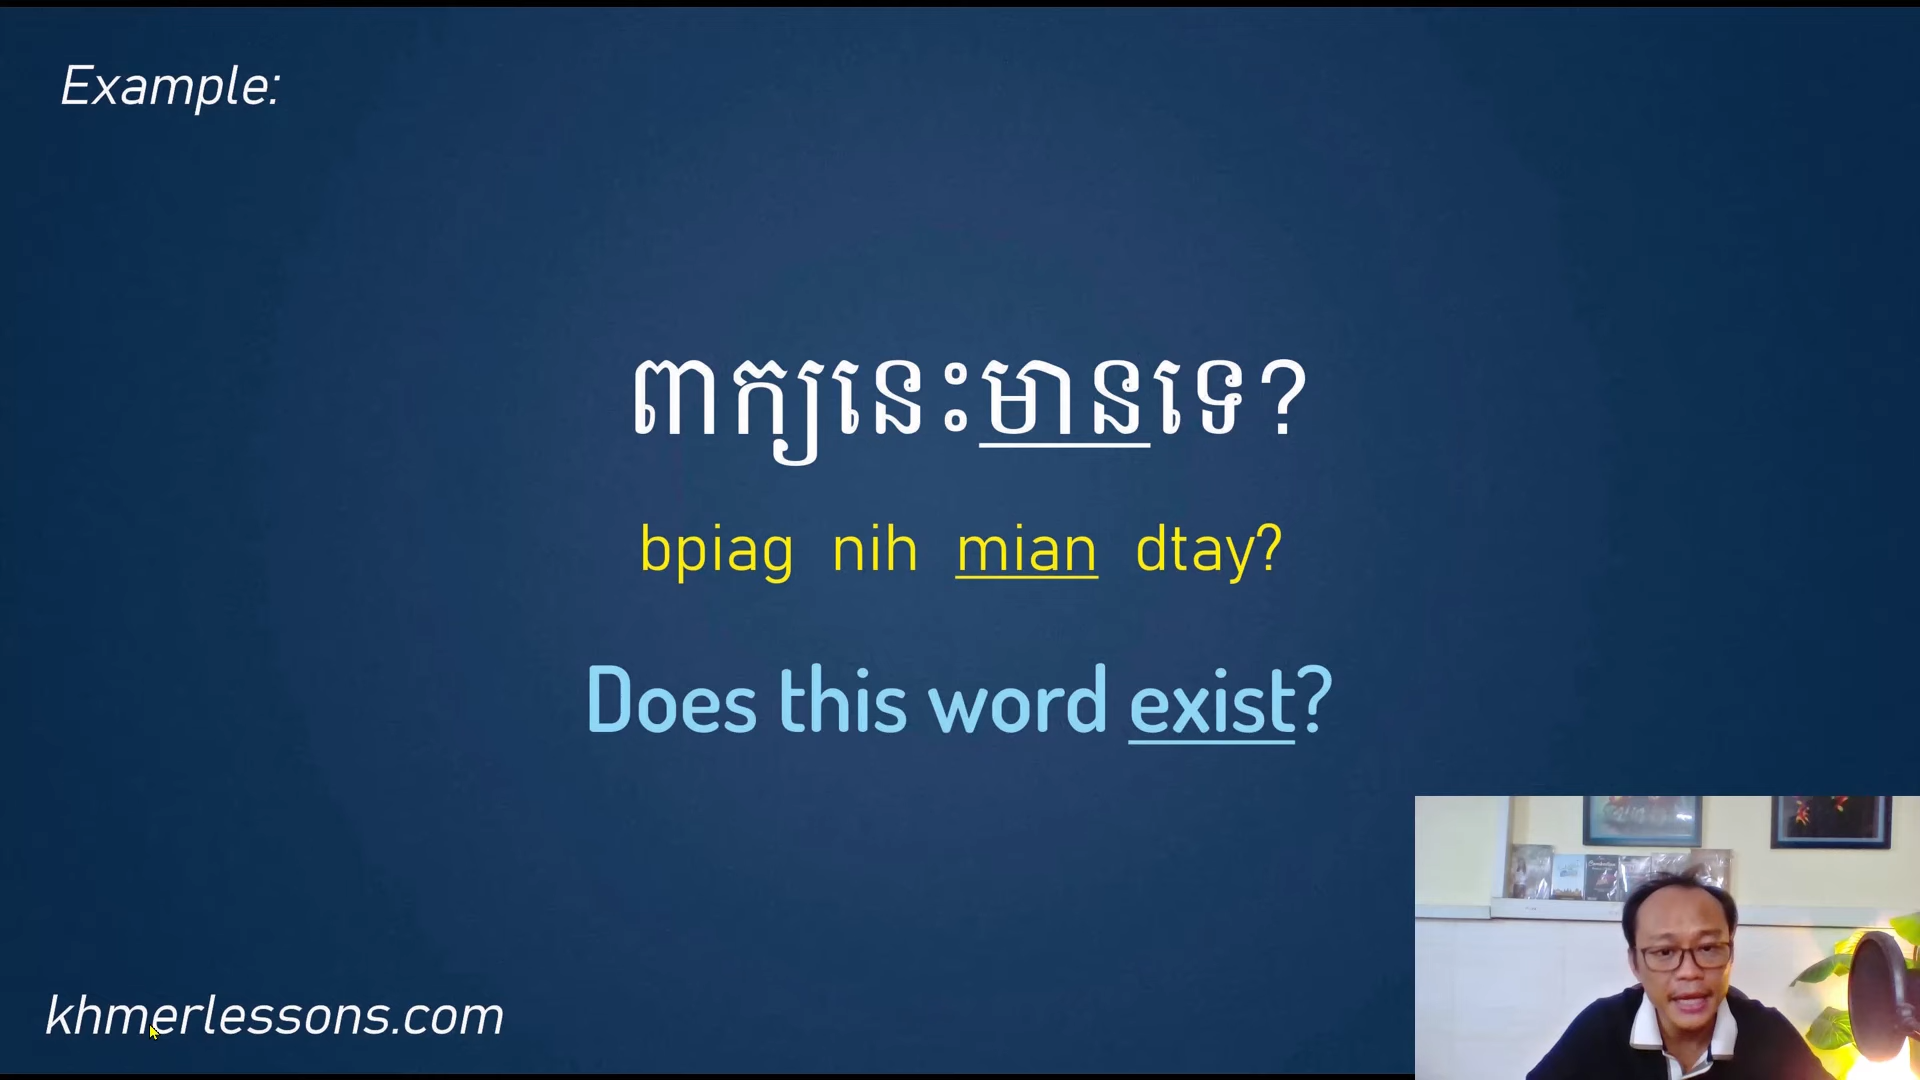 Example:
ពាក្យនេះមានទេ?
bpiag nih mian dtay?
Does this word exist?
khmerlessons.com